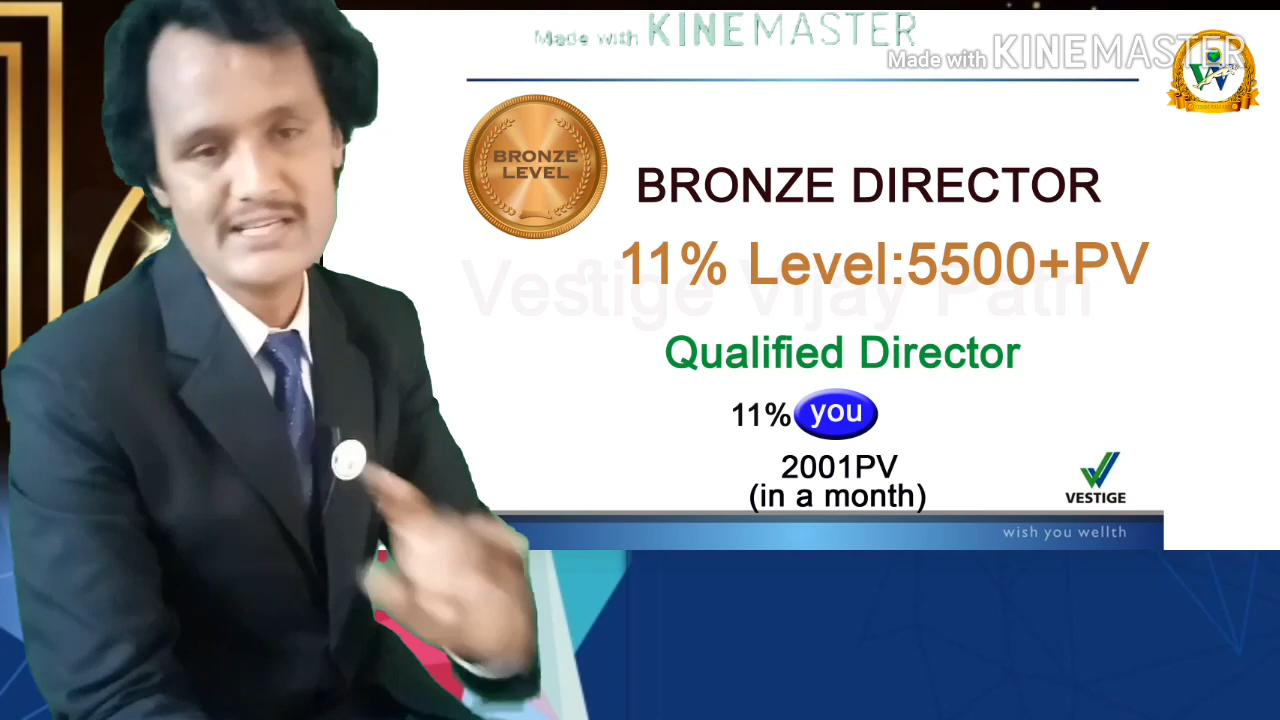 Made with KINEMASTER
Made with KINEMASTER
BRONZE
LEVEL
BRONZE DIRECTOR
11% Level:5500+PV
Vestige Vijay Path
Qualified Director
11% you
2001PV
(in a month)
VESTIGE
wish you wellth